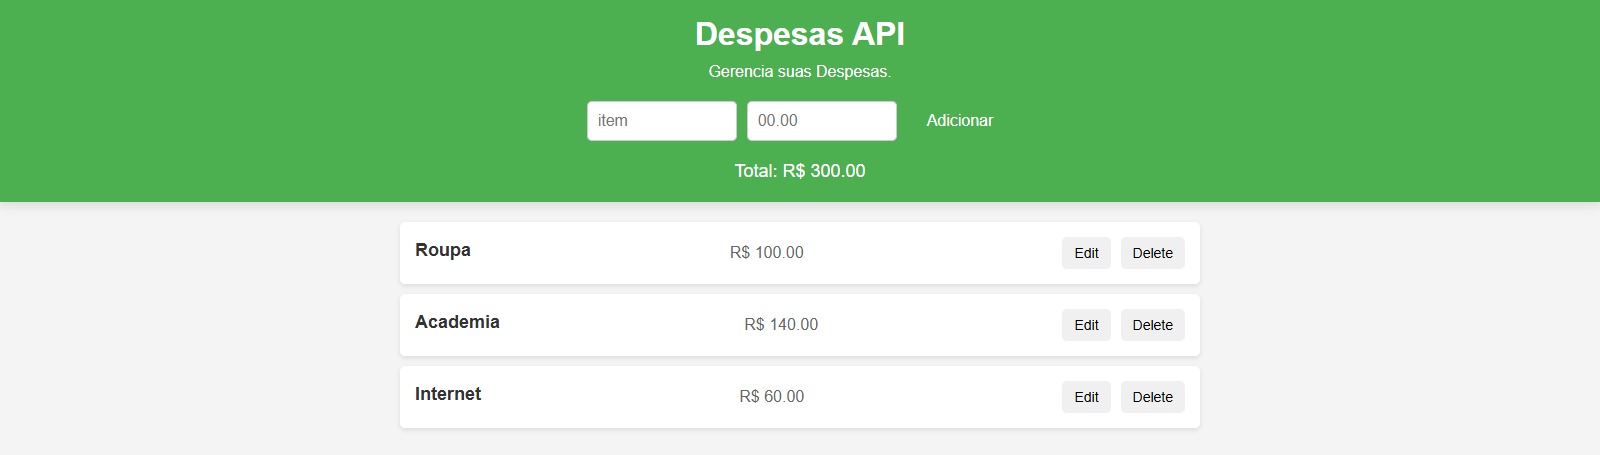 Despesas API
Gerencia suas Despesas.
item 00.00 Adicionar
Total: R$ 300.00
Roupa R$ 100.00 Edit Delete
Academia R$ 140.00 Edit Delete
Internet R$ 60.00 Edit Delete